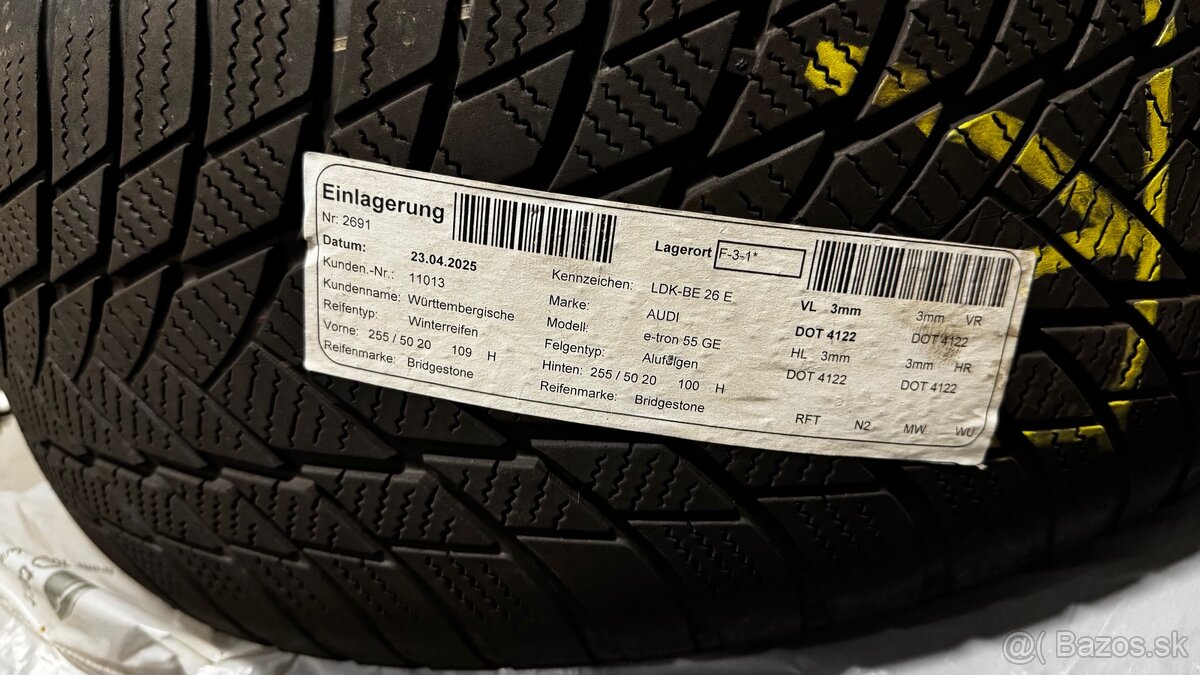 Einlagerung
Nr: 2691
Lagerort F-3-1*
Datum: 23.04.2025
Kunden.-Nr.: 11013
Kundenname: Württembergische
Reifentyp: Winterreifen
Vorne: 255 / 50 20 109 H
Reifenmarke: Bridgestone
Kennzeichen: LDK-BE 26 E
Marke: AUDI
Modell: e-tron 55 GE
Felgentyp: Alufelgen
Hinten: 255 / 50 20 100 H
Reifenmarke: Bridgestone
VL 3mm 3mm VR
DOT 4122 DOT 4122
HL 3mm 3mm HR
DOT 4122 DOT 4122
RFT N2 MW WU
@( Bazos.sk